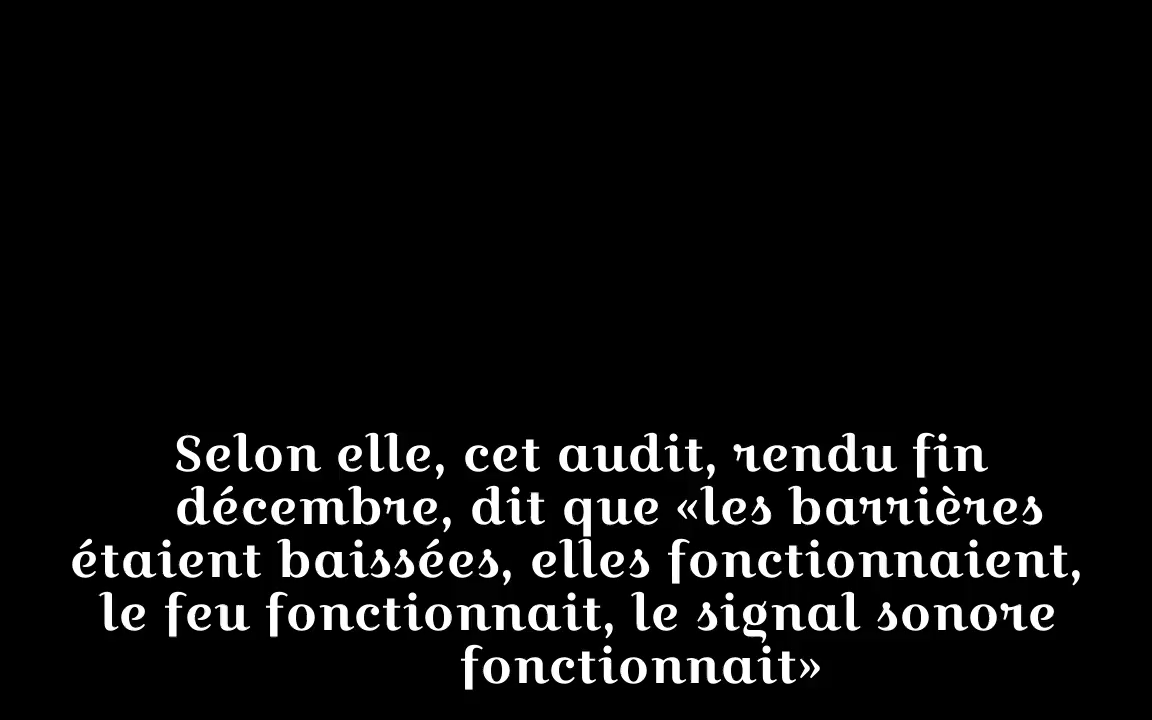 Selon elle, cet audit, rendu fin
décembre, dit que «les barrières
étaient baissées, elles fonctionnaient,
le feu fonctionnait, le signal sonore
fonctionnait»